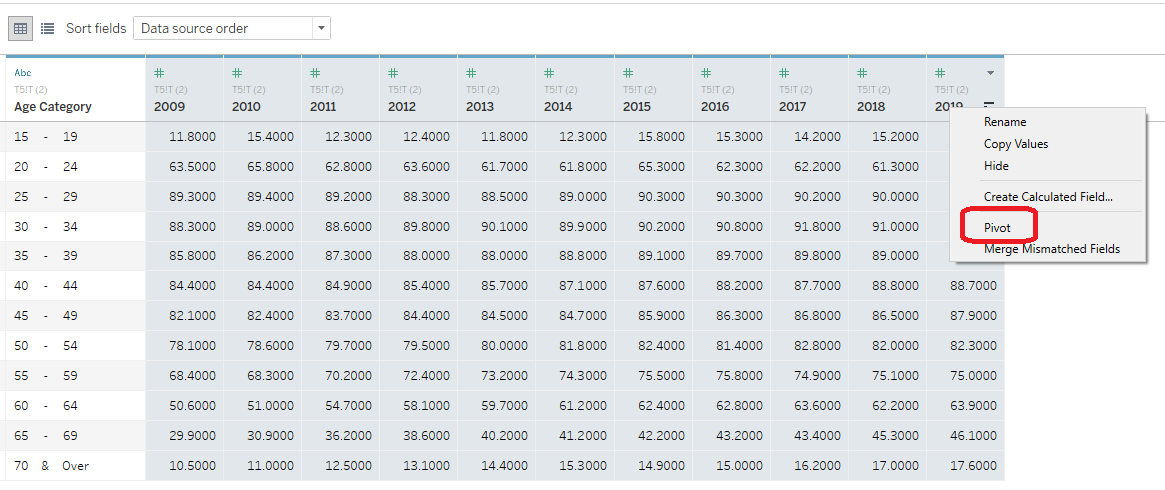 Sort fields Data source order
Abc
T5!T (2) T5!T (2) T5!T (2) T5!T (2) T5!T (2) T5!T (2) T5!T (2) T5!T (2) T5!T (2) T5!T (2) T5!T (2) T5!T (2)
Age Category 2009 2010 2011 2012 2013 2014 2015 2016 2017 2018 2019
15 - 19 11.8000 15.4000 12.3000 12.4000 11.8000 12.3000 15.8000 15.3000 14.2000 15.2000
20 - 24 63.5000 65.8000 62.8000 63.6000 61.7000 61.8000 65.3000 62.3000 62.2000 61.3000
25 - 29 89.3000 89.4000 89.2000 88.3000 88.5000 89.0000 90.3000 90.3000 90.2000 90.0000
30 - 34 88.3000 89.1000 88.6000 89.8000 90.1000 89.9000 90.2000 90.8000 91.8000 91.0000
35 - 39 85.8000 86.2000 87.3000 88.0000 88.0000 88.8000 89.1000 89.7000 89.8000 89.0000
40 - 44 84.4000 84.4000 84.9000 85.4000 85.7000 87.1000 87.6000 88.2000 87.7000 88.8000 88.7000
45 - 49 82.1000 82.4000 83.7000 84.4000 84.5000 84.7000 85.9000 86.3000 86.8000 86.5000 87.9000
50 - 54 78.1000 78.6000 79.7000 79.5000 80.0000 81.8000 82.4000 81.4000 82.8000 82.0000 82.3000
55 - 59 68.4000 68.3000 70.2000 72.4000 73.2000 74.3000 75.5000 75.8000 74.9000 75.1000 75.0000
60 - 64 50.6000 51.0000 54.7000 58.1000 59.7000 61.2000 62.4000 62.8000 63.6000 62.2000 63.9000
65 - 69 29.9000 30.9000 36.2000 38.6000 40.2000 41.2000 42.2000 43.2000 43.4000 45.3000 46.1000
70 & Over 10.5000 11.0000 12.5000 13.1000 14.4000 15.3000 14.9000 15.0000 16.2000 17.0000 17.6000
Rename
Copy Values
Hide
Create Calculated Field...
Pivot
Merge Mismatched Fields